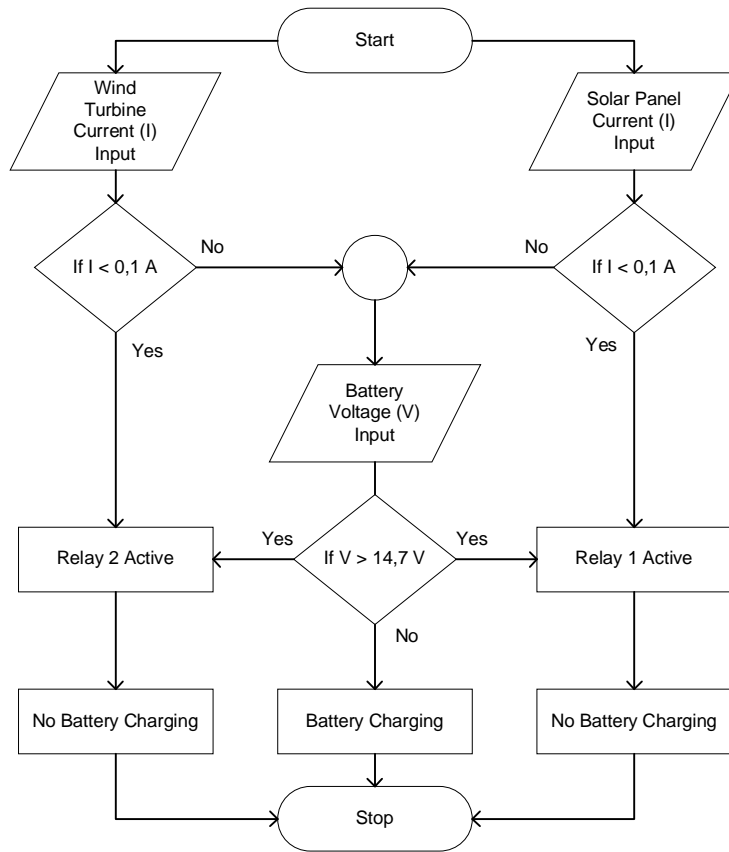 Start
Wind
Turbine
Current (I)
Input
Solar Panel
Current (I)
Input
If I < 0,1 A
No
No
If I < 0,1 A
Yes
Yes
Battery
Voltage (V)
Input
Relay 2 Active
Yes
If V > 14,7 V
Yes
Relay 1 Active
No
No Battery Charging
Battery Charging
No Battery Charging
Stop